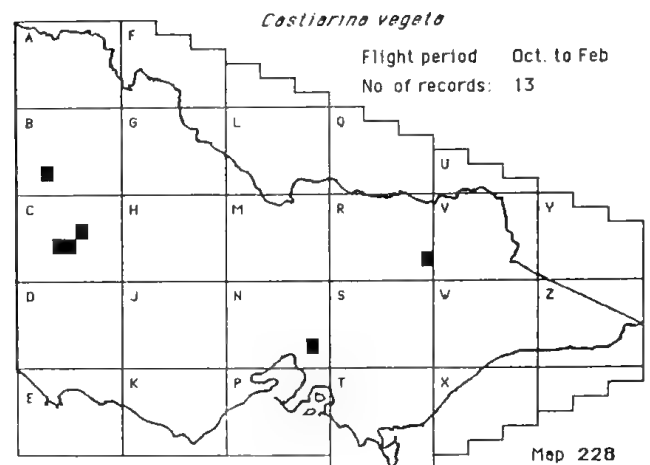 Castiarina vegeta
A F
Flight period Oct. to Feb
No of records: 13
B G L Q
U
C H M R V Y
D J N S W Z
E K P T X
Map 228